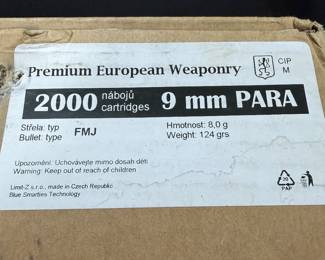 Premium European Weaponry
CIP
M
2000 nábojů cartridges 9 mm PARA
Střela: typ FMJ Hmotnost: 8,0 g
Bullet: type Weight: 124 grs
Upozornění: Uchovávejte mimo dosah dětí
Warning: Keep out of reach of children
Limit-Z s.r.o., made in Czech Republic
Blue Smarties Technology
20
PAP